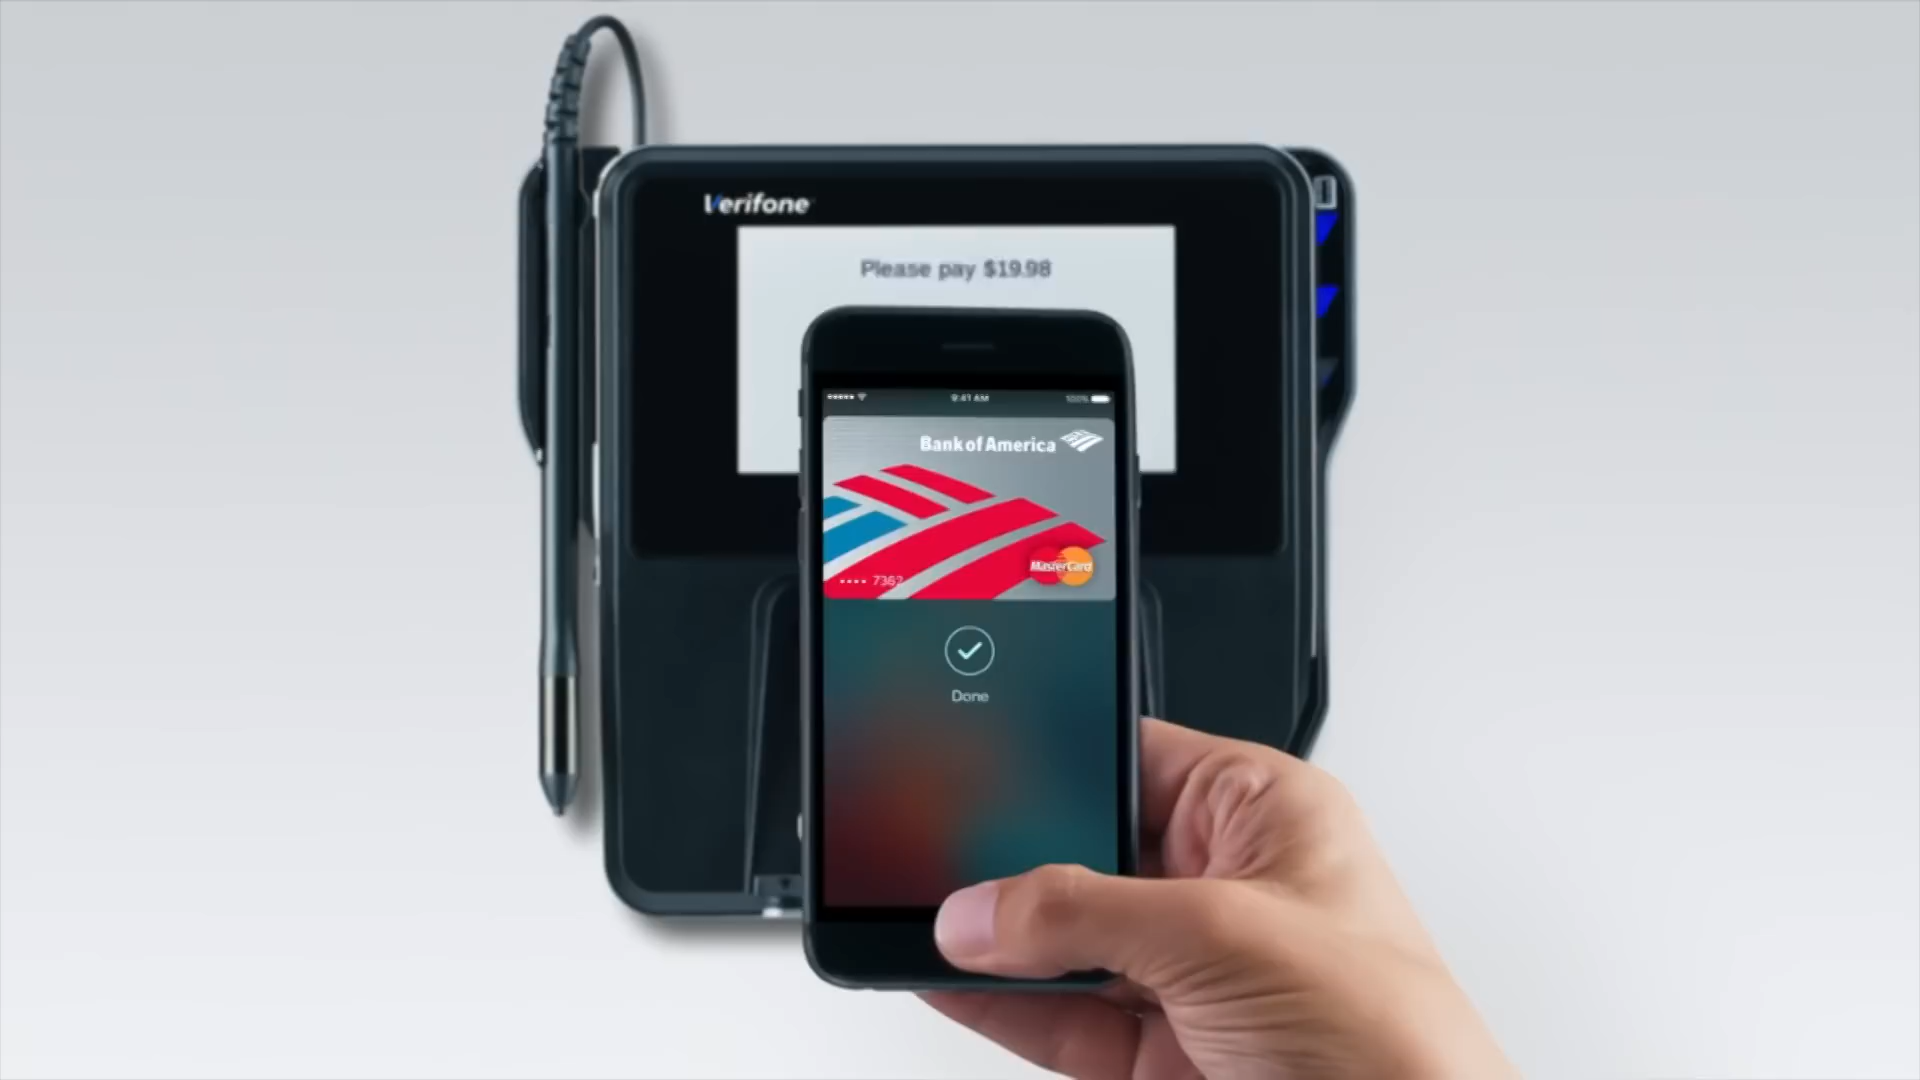 Verifone
Please pay $19.98
9:41 AM
100%
Bank of America
MasterCard
•••• 7362
Done